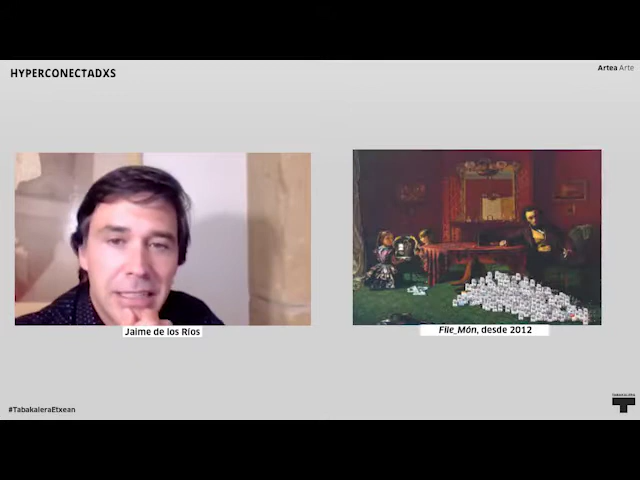 HYPERCONECTADXS
Artea Arte
Jaime de los Ríos
File_Món, desde 2012
#TabakaleraEtxean